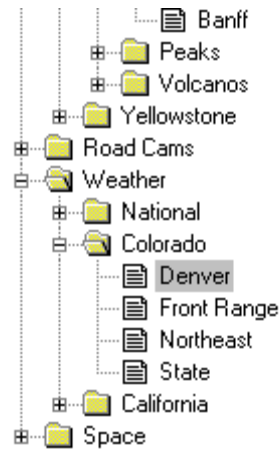 Banff
Peaks
Volcanos
Yellowstone
Road Cams
Weather
National
Colorado
Denver
Front Range
Northeast
State
California
Space